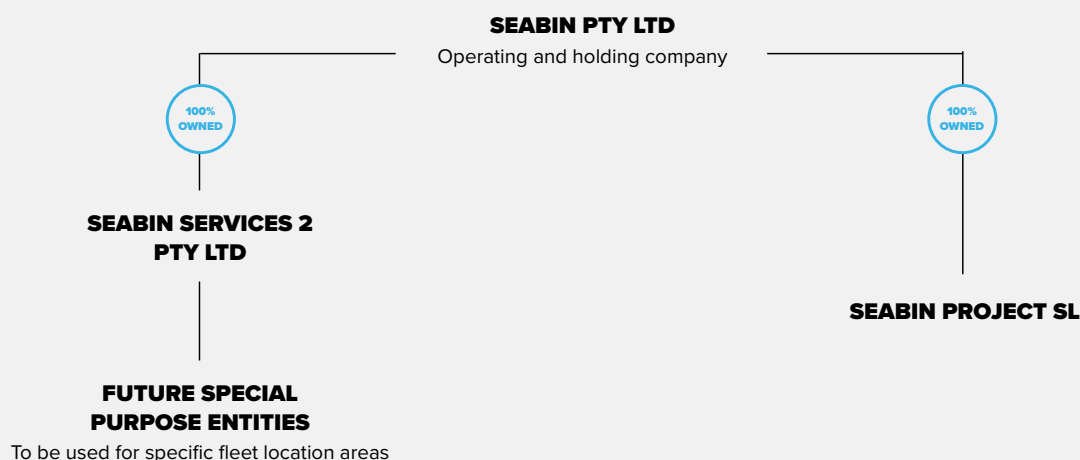 SEABIN PTY LTD
Operating and holding company
100%
OWNED
100%
OWNED
SEABIN SERVICES 2
PTY LTD
SEABIN PROJECT SL
FUTURE SPECIAL
PURPOSE ENTITIES
To be used for specific fleet location areas